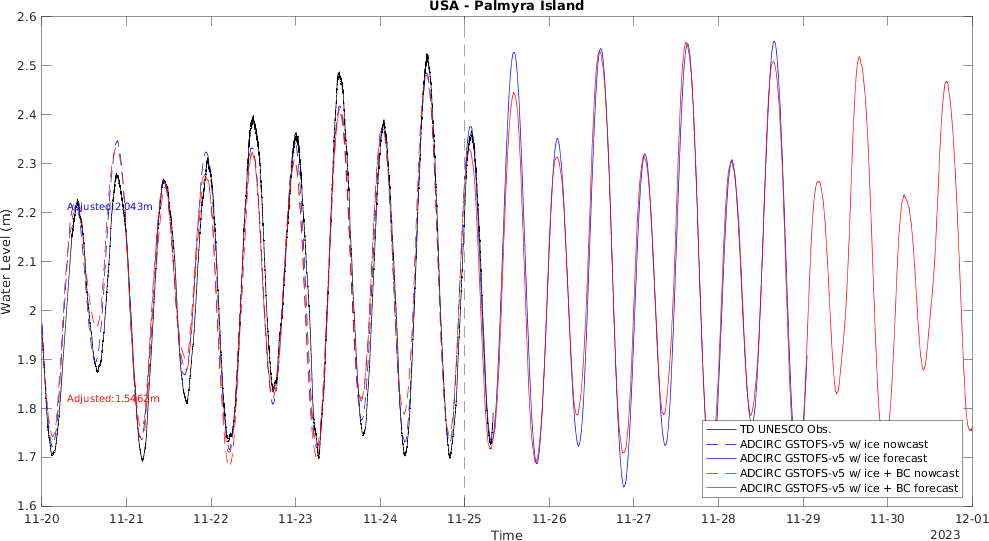 USA - Palmyra Island
2.6
2.5
2.4
2.3
2.2
2.1
2
1.9
1.8
1.7
1.6
Water Level (m)
Adjusted:2.043m
Adjusted:1.5462m
TD UNESCO Obs.
ADCIRC GSTOFS-v5 w/ ice nowcast
ADCIRC GSTOFS-v5 w/ ice forecast
ADCIRC GSTOFS-v5 w/ ice + BC nowcast
ADCIRC GSTOFS-v5 w/ ice + BC forecast
11-20 11-21 11-22 11-23 11-24 11-25 11-26 11-27 11-28 11-29 11-30 12-01
Time
2023